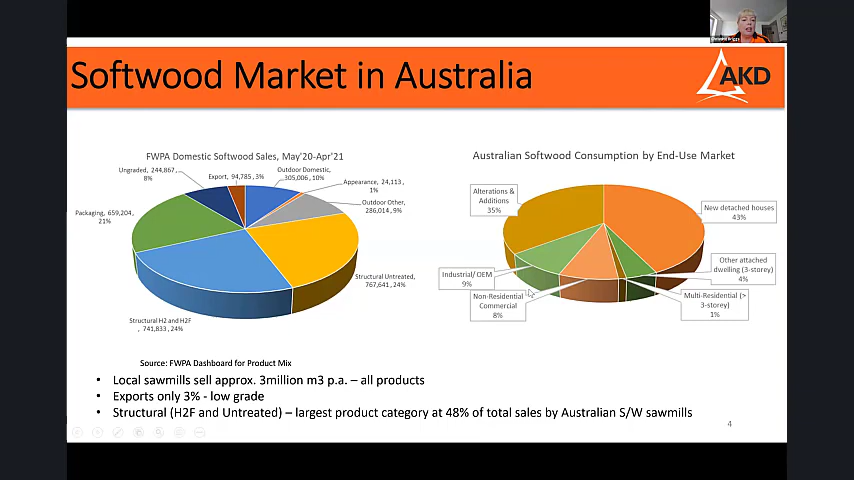 Softwood Market in Australia
AKD
FWPA Domestic Softwood Sales, May'20-Apr'21
Ungraded, 244,867,
8%
Export, 94,785, 3%
Outdoor Domestic,
305,006, 10%
Appearance, 24,113,
1%
Outdoor Other,
286,014, 9%
Packaging, 659,204,
21%
Structural Untreated,
767,641, 24%
Structural H2 and H2F
, 741,833, 24%
Australian Softwood Consumption by End-Use Market
Alterations &
Additions
35%
New detached houses
43%
Other attached
dwelling (3-storey)
4%
Industrial/ OEM
9%
Non-Residential
Commercial
8%
Multi-Residential (>
3-storey)
1%
Source: FWPA Dashboard for Product Mix
• Local sawmills sell approx. 3million m3 p.a. – all products
• Exports only 3% - low grade
• Structural (H2F and Untreated) – largest product category at 48% of total sales by Australian S/W sawmills
4